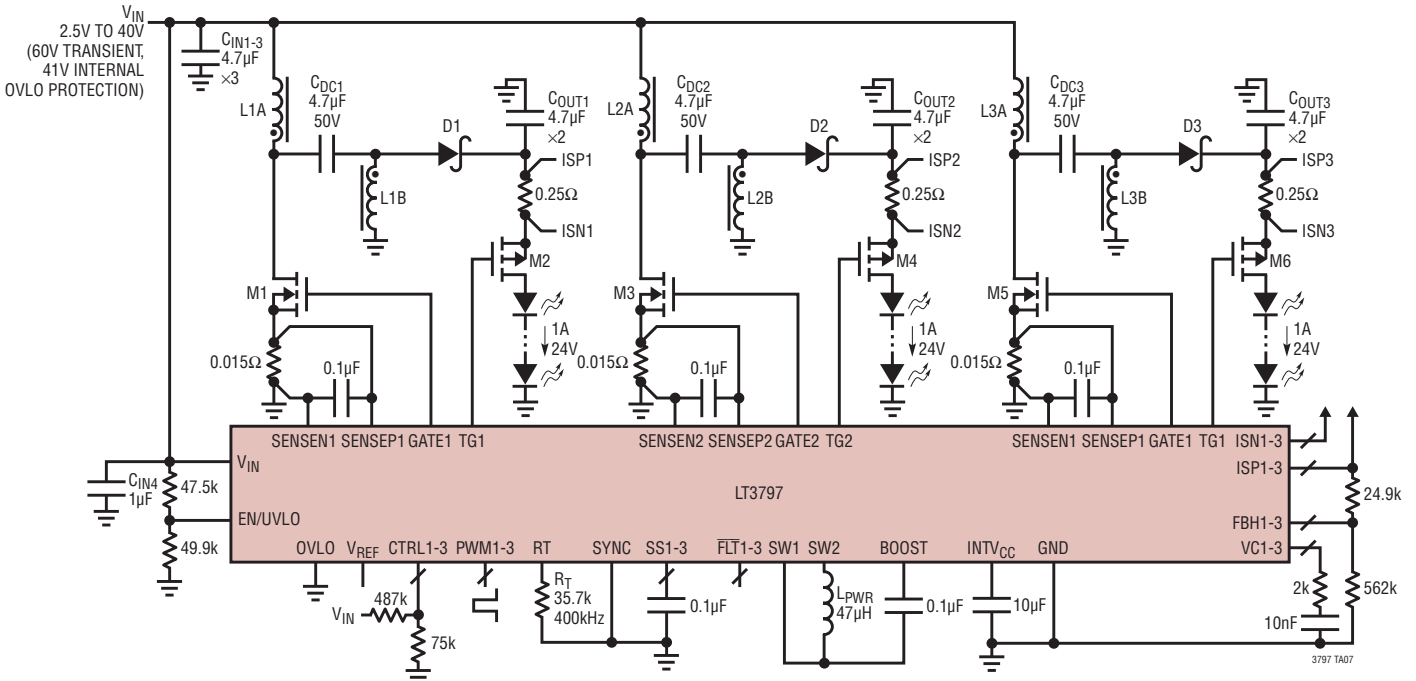 VIN
2.5V TO 40V
(60V TRANSIENT,
41V INTERNAL
OVLO PROTECTION)
CIN1-3
4.7µF
×3
L1A
CDC1
4.7µF
50V
D1
COUT1
4.7µF
×2
ISP1
0.25Ω
ISN1
L1B
M2
M1
1A
24V
0.015Ω
0.1µF
L2A
CDC2
4.7µF
50V
D2
COUT2
4.7µF
×2
ISP2
0.25Ω
ISN2
L2B
M4
M3
1A
24V
0.015Ω
0.1µF
L3A
CDC3
4.7µF
50V
D3
COUT3
4.7µF
×2
ISP3
0.25Ω
ISN3
L3B
M6
M5
1A
24V
0.015Ω
0.1µF
SENSEN1 SENSEP1 GATE1 TG1
SENSEN2 SENSEP2 GATE2 TG2
SENSEN1 SENSEP1 GATE1 TG1 ISN1-3
VIN
ISP1-3
CIN4
1µF
47.5k
LT3797
24.9k
EN/UVLO
FBH1-3
49.9k
OVLO VREF CTRL1-3 PWM1-3 RT SYNC SS1-3 FLT1-3 SW1 SW2 BOOST INTVCC GND
VC1-3
VIN
487k
75k
RT
35.7k
400kHz
0.1µF
LPWR
47µH
0.1µF
10µF
2k
562k
10nF
3797 TA07